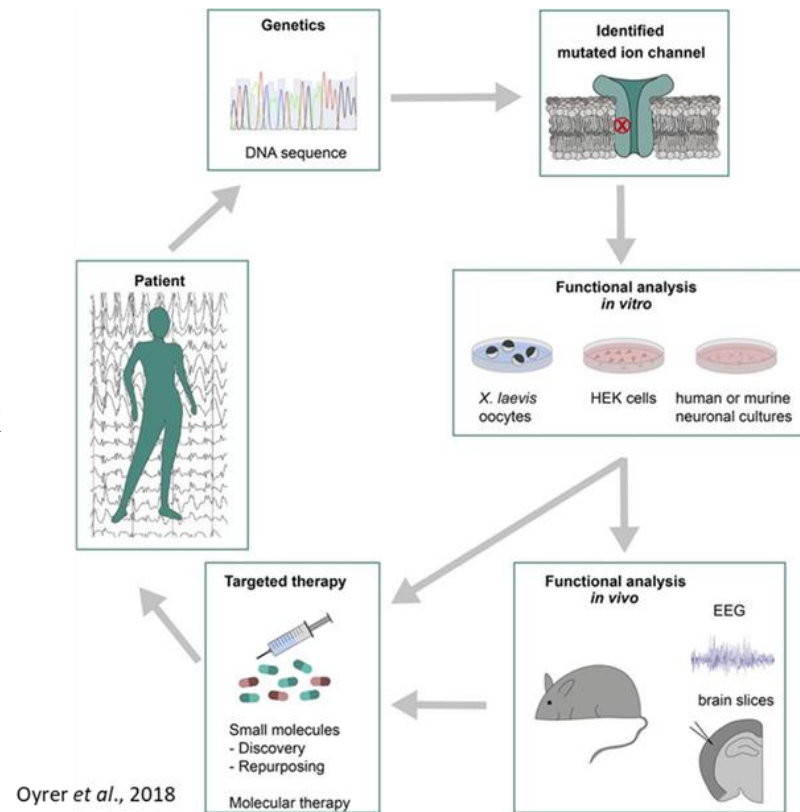 Genetics
DNA sequence
Identified
mutated ion channel
Functional analysis
in vitro
X. laevis
oocytes
HEK cells
human or murine
neuronal cultures
Functional analysis
in vivo
EEG
brain slices
Targeted therapy
Small molecules
- Discovery
- Repurposing
Molecular therapy
Patient
Oyrer et al., 2018